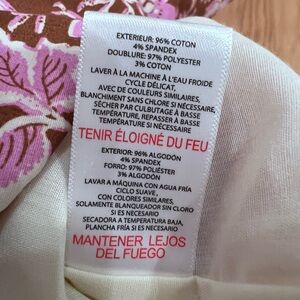 EXTERIEUR: 96% COTON
4% SPANDEX
DOUBLURE: 97% POLYESTER
3% COTON
LAVER À LA MACHINE À L'EAU FROIDE
CYCLE DÉLICAT,
AVEC DE COULEURS SIMILAIRES,
BLANCHIMENT SANS CHLORE SI NÉCESSAIRE,
SÉCHER PAR CULBUTAGE À BASSE
TEMPÉRATURE, REPASSER À BASSE
TEMPÉRATURE SI NÉCESSAIRE
TENIR ÉLOIGNÉ DU FEU
EXTERIOR: 96% ALGODÓN
4% SPANDEX
FORRO: 97% POLIÉSTER
3% ALGODÓN
LAVAR A MÁQUINA CON AGUA FRÍA
CICLO SUAVE,
CON COLORES SIMILARES,
SOLAMENTE BLANQUEADOR SIN CLORO
SI ES NECESARIO
SECADORA A TEMPERATURA BAJA,
PLANCHA FRÍA SI ES NECESARIO
MANTENER LEJOS
DEL FUEGO